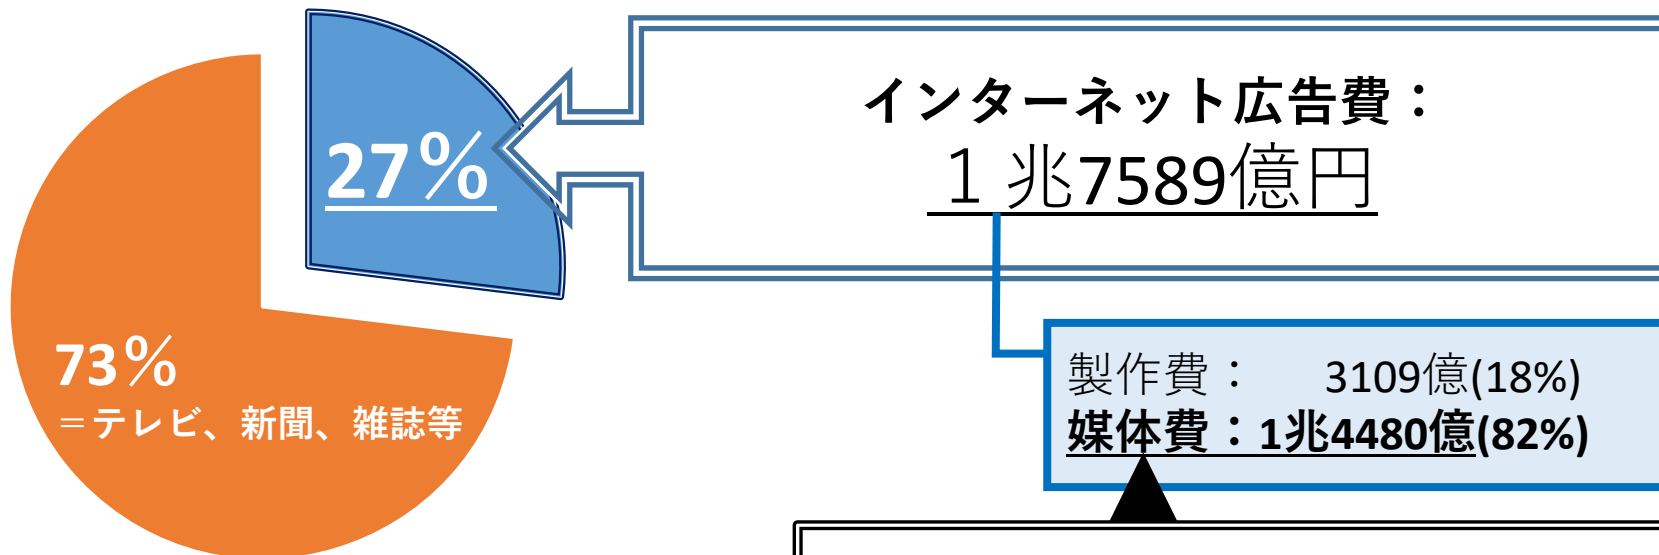 27％
インターネット広告費：
１兆7589億円
73％
＝テレビ、新聞、雑誌等
製作費：　　3109億(18%)
媒体費：1兆4480億(82%)